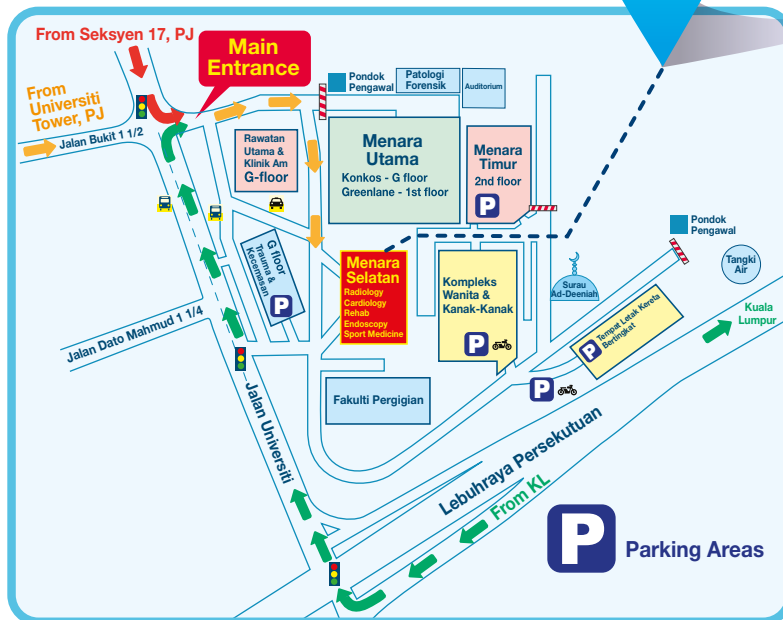 From Seksyen 17, PJ
Main
Entrance
From
Universiti
Tower, PJ
Jalan Bukit 1 1/2
Pondok
Pengawal
Patologi
Forensik
Auditorium
Rawatan
Utama &
Klinik Am
G-floor
Menara
Utama
Konkos - G floor
Greenlane - 1st floor
Menara
Timur
2nd floor
P
G floor
Trauma &
Kecemasan
P
Menara
Selatan
Radiology
Cardiology
Rehab
Endoscopy
Sport Medicine
Kompleks
Wanita &
Kanak-Kanak
P
Surau
Ad-Deeniah
Pondok
Pengawal
Tangki
Air
Kuala
Lumpur
P
Tempat Letak Kereta
Bertingkat
P
Jalan Dato Mahmud 1 1/4
Fakulti Pergigian
Jalan Universiti
Lebuhraya Persekutuan
From KL
P
Parking Areas